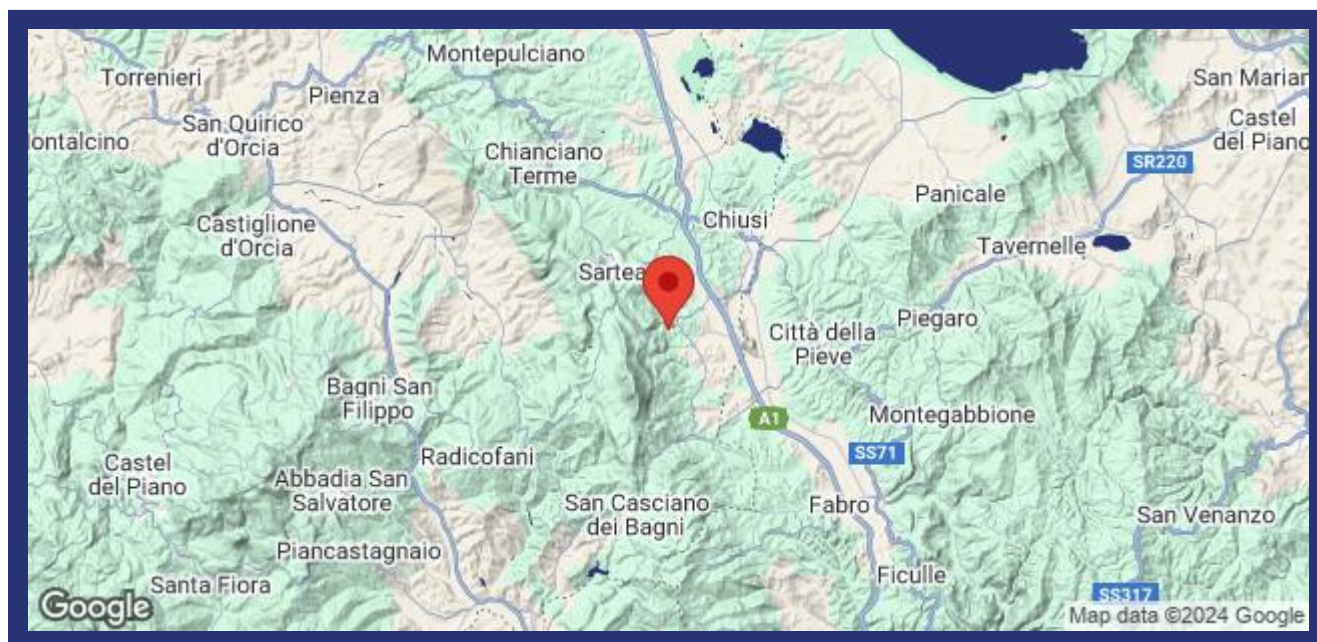 Montepulciano
Torrenieri
Pienza
San Quirico
d'Orcia
ontalcino
Chianciano
Terme
San Marian
Castel
del Piano
SR220
Panicale
Castiglione
d'Orcia
Chiusi
Tavernelle
Sartea
Città della
Pieve
Piegaro
Bagni San
Filippo
A1
Montegabbione
SS71
Radicofani
Castel
del Piano
Abbadia San
Salvatore
San Casciano
dei Bagni
Fabro
San Venanzo
Piancastagnaio
Santa Fiora
Ficulle
SS317
Google
Map data ©2024 Google